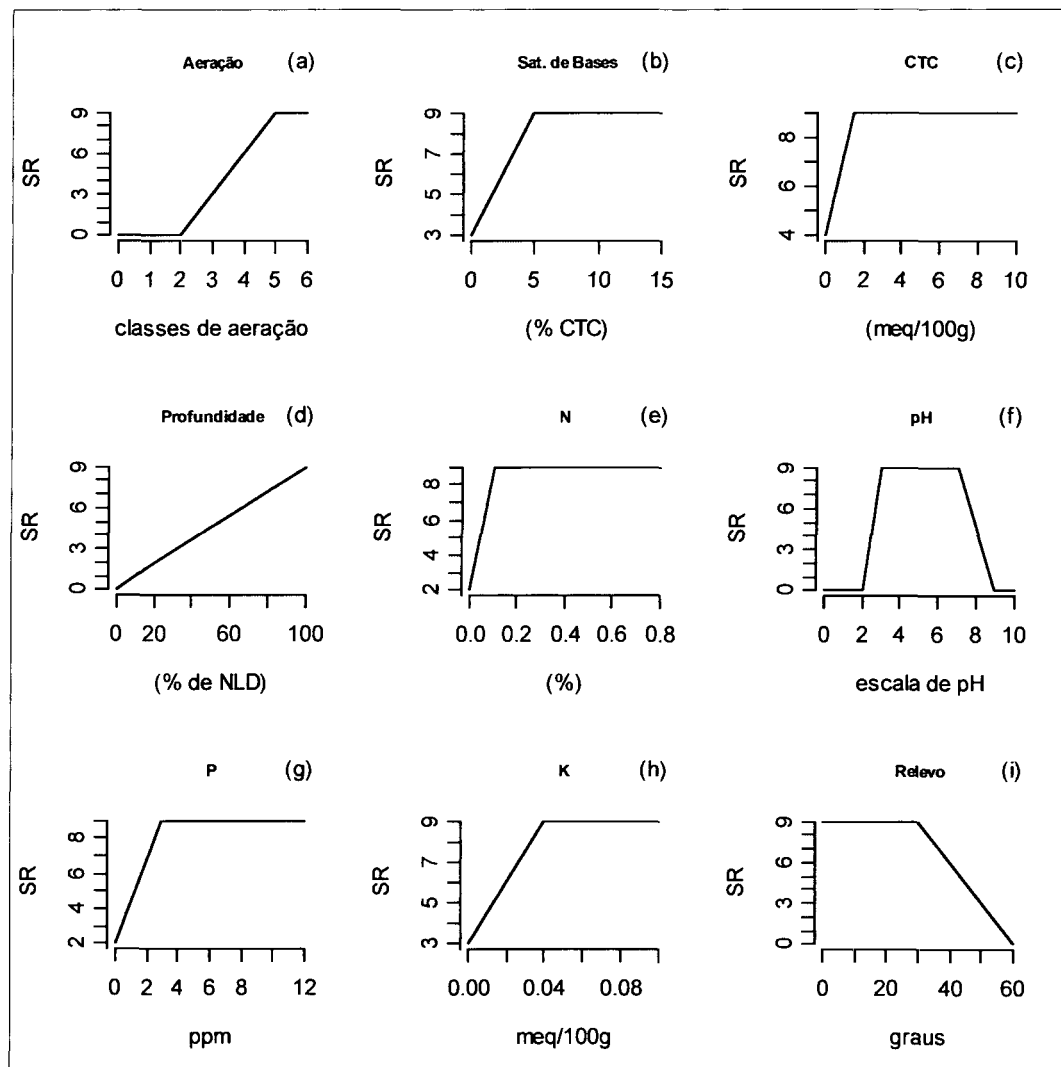 Aeração (a)
SR
0 3 6 9
0 1 2 3 4 5 6
classes de aeração
Sat. de Bases (b)
SR
3 5 7 9
0 5 10 15
(% CTC)
CTC (c)
SR
4 6 8
0 2 4 6 8 10
(meq/100g)
Profundidade (d)
SR
0 3 6 9
0 20 60 100
(% de NLD)
N (e)
SR
2 4 6 8
0.0 0.2 0.4 0.6 0.8
(%)
pH (f)
SR
0 3 6 9
0 2 4 6 8 10
escala de pH
P (g)
SR
2 4 6 8
0 2 4 6 8 12
ppm
K (h)
SR
3 5 7 9
0.00 0.04 0.08
meq/100g
Relevo (i)
SR
0 3 6 9
0 20 40 60
graus